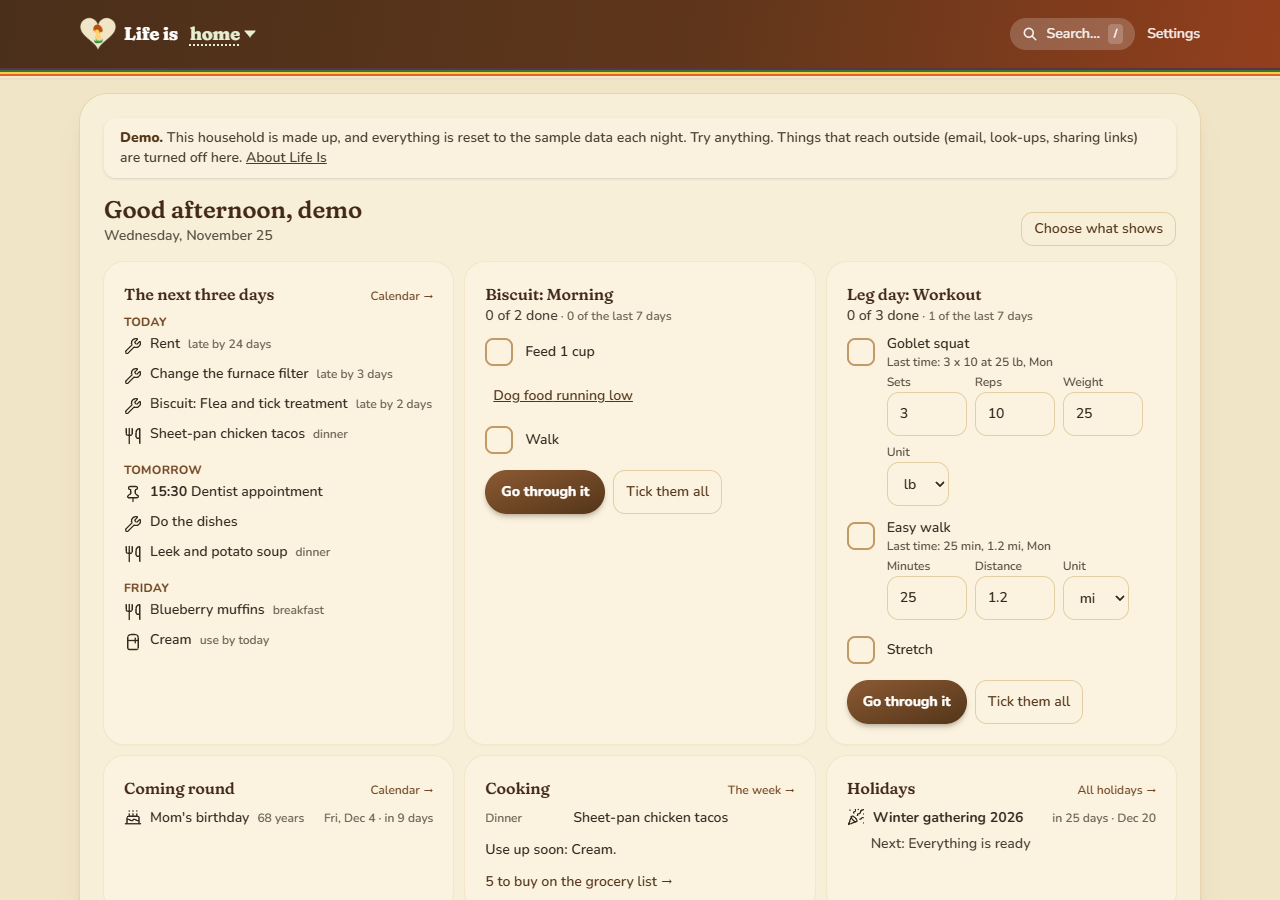 Life is home
Search... /
Settings
Demo. This household is made up, and everything is reset to the sample data each night. Try anything. Things that reach outside (email, look-ups, sharing links)
are turned off here. About Life Is
Good afternoon, demo
Wednesday, November 25
Choose what shows
The next three days
Calendar →
TODAY
Rent late by 24 days
Change the furnace filter late by 3 days
Biscuit: Flea and tick treatment late by 2 days
Sheet-pan chicken tacos dinner
TOMORROW
15:30 Dentist appointment
Do the dishes
Leek and potato soup dinner
FRIDAY
Blueberry muffins breakfast
Cream use by today
Biscuit: Morning
0 of 2 done · 0 of the last 7 days
Feed 1 cup
Dog food running low
Walk
Go through it
Tick them all
Leg day: Workout
0 of 3 done · 1 of the last 7 days
Goblet squat
Last time: 3 x 10 at 25 lb, Mon
Sets Reps Weight
3 10 25
Unit
lb
Easy walk
Last time: 25 min, 1.2 mi, Mon
Minutes Distance Unit
25 1.2 mi
Stretch
Go through it
Tick them all
Coming round
Calendar →
Mom's birthday 68 years Fri, Dec 4 · in 9 days
Cooking
The week →
Dinner Sheet-pan chicken tacos
Use up soon: Cream.
5 to buy on the grocery list →
Holidays
All holidays →
Winter gathering 2026 in 25 days · Dec 20
Next: Everything is ready